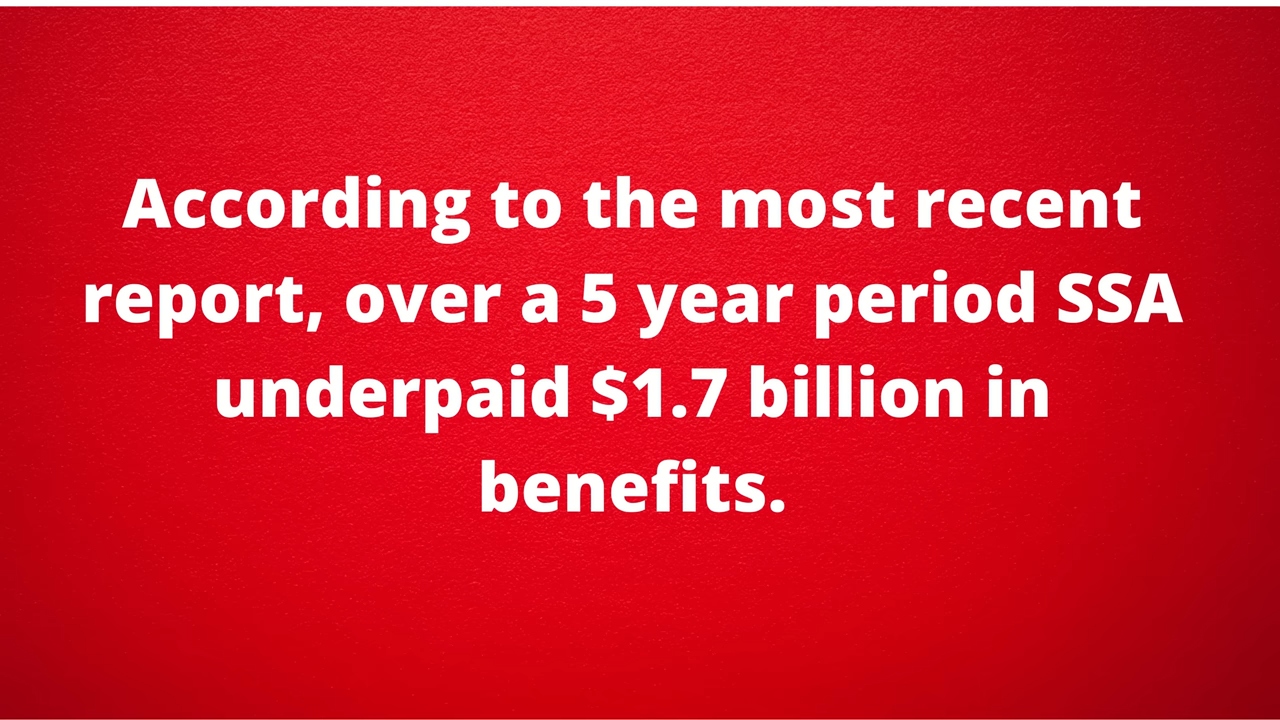 According to the most recent
report, over a 5 year period SSA
underpaid $1.7 billion in
benefits.